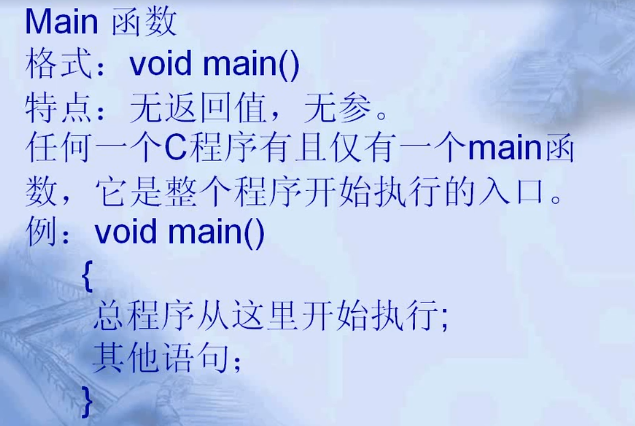 Main 函数
格式：void main()
特点：无返回值，无参。
任何一个C程序有且仅有一个main函
数，它是整个程序开始执行的入口。
例：void main()
{
总程序从这里开始执行;
其他语句；
}